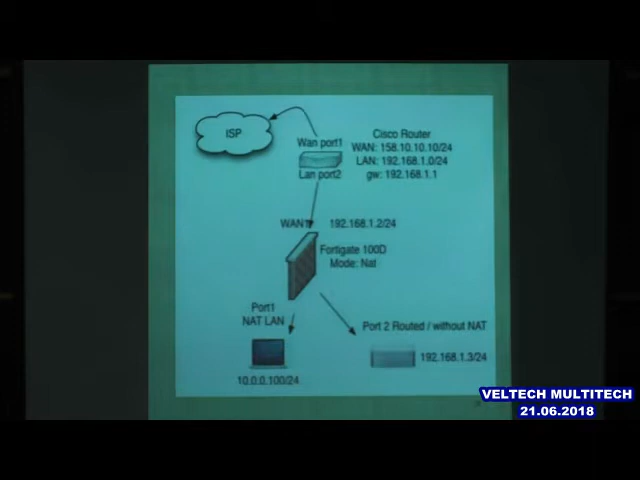 ISP
Wan port1
Lan port2
Cisco Router
WAN: 158.10.10.10/24
LAN: 192.168.1.0/24
gw: 192.168.1.1
WAN1
192.168.1.2/24
Fortigate 100D
Mode: Nat
Port1
NAT LAN
Port 2 Routed / without NAT
10.0.0.100/24
192.168.1.3/24
VELTECH MULTITECH
21.06.2018